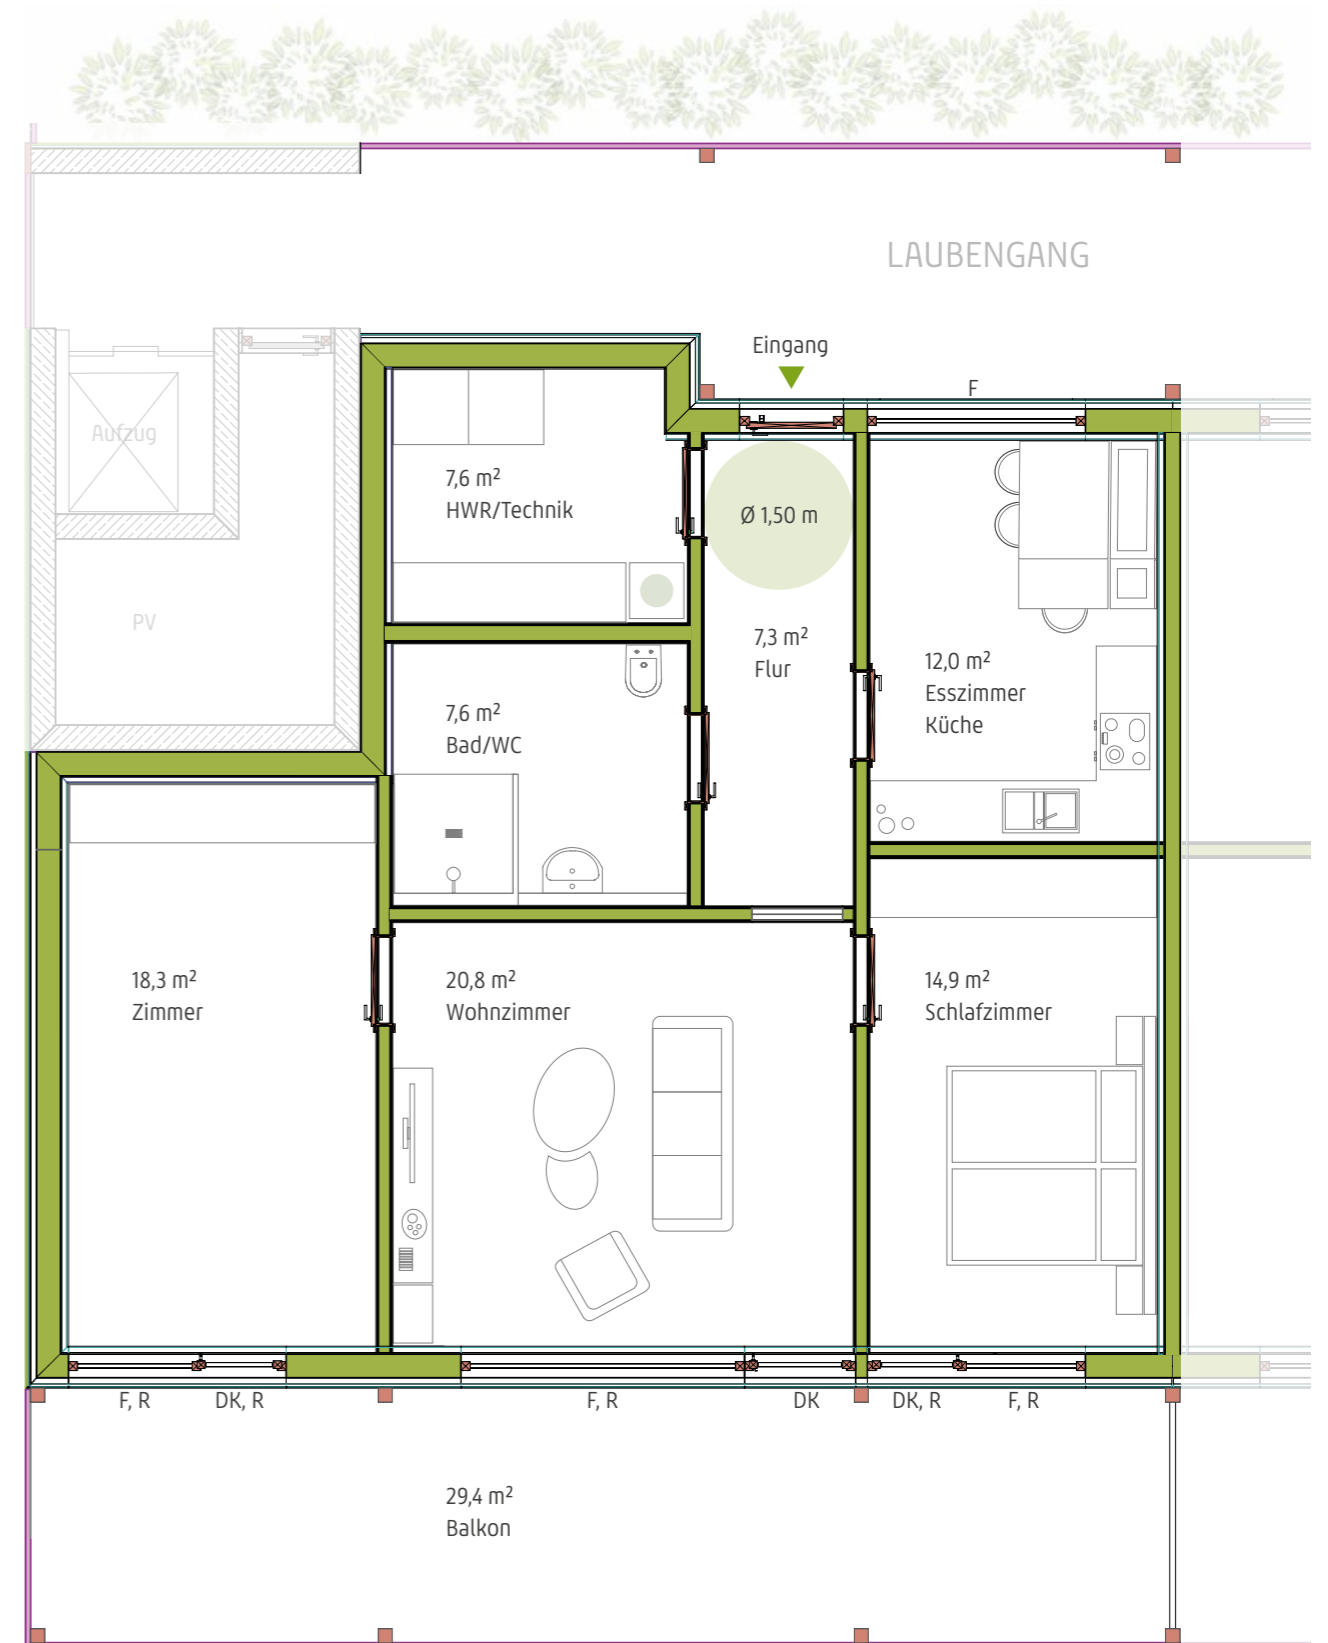 LAUBENGANG
Eingang
F
Aufzug
7,6 m²
HWR/Technik
Ø 1,50 m
PV
7,3 m²
Flur
12,0 m²
Esszimmer
Küche
7,6 m²
Bad/WC
18,3 m²
Zimmer
20,8 m²
Wohnzimmer
14,9 m²
Schlafzimmer
F, R
DK, R
F, R
DK
DK, R
F, R
29,4 m²
Balkon